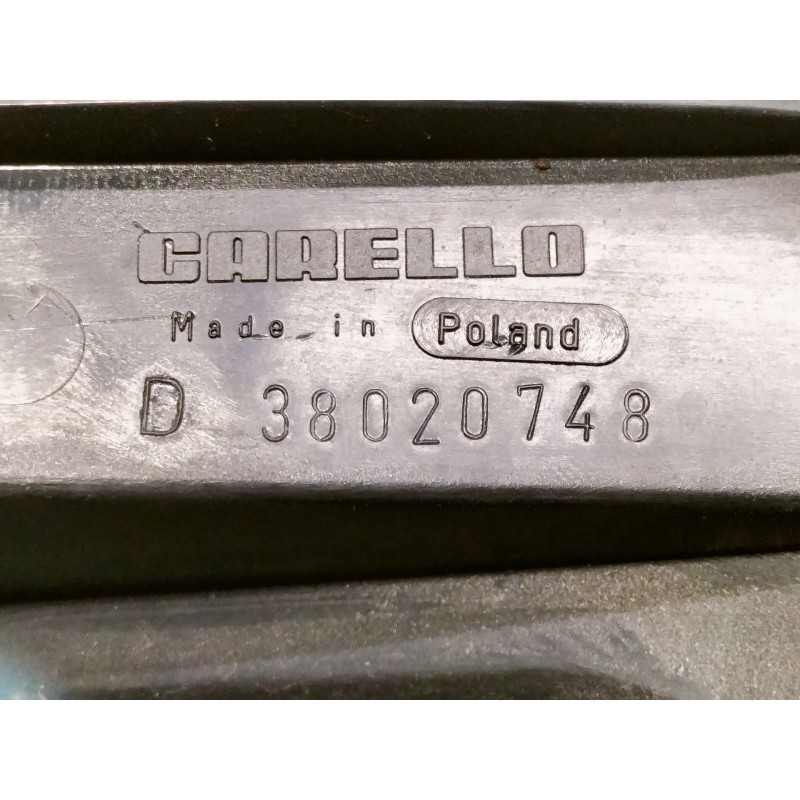 CARELLO
Made in Poland
D 38020748